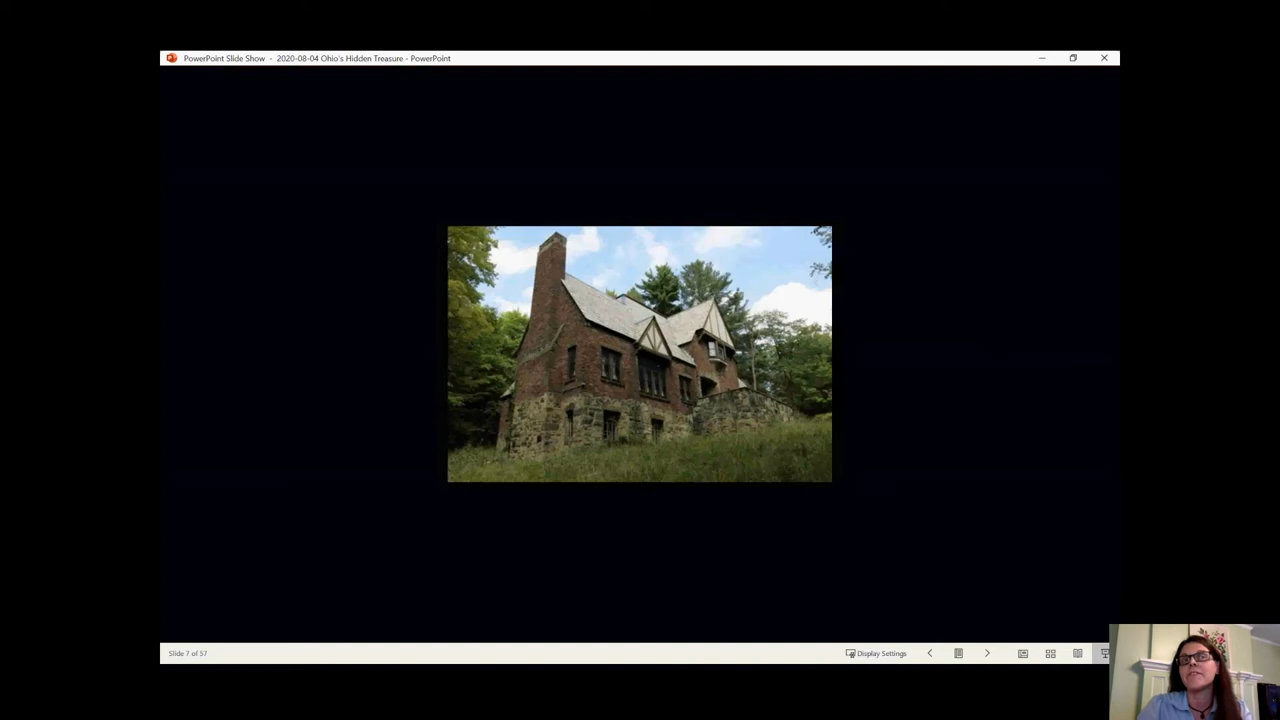 PowerPoint Slide Show - 2020-08-04 Ohio's Hidden Treasure - PowerPoint
Slide 7 of 57
Display Settings